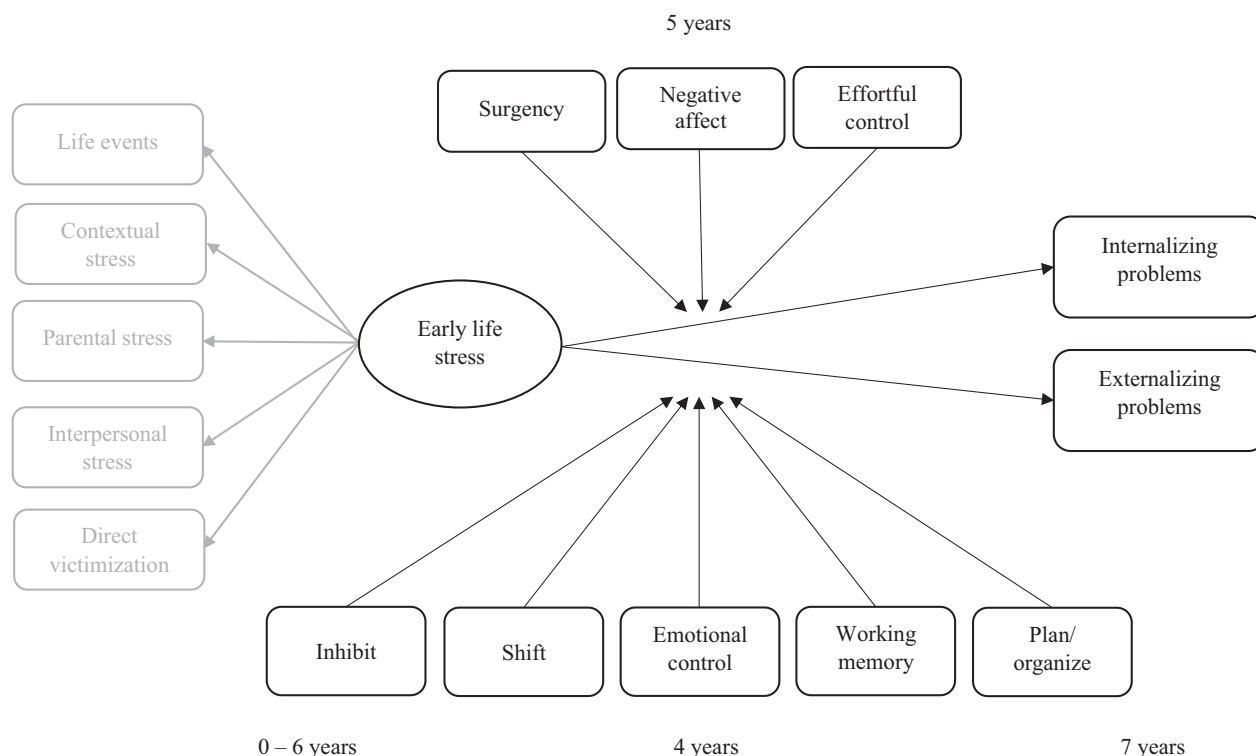 5 years
Surgency
Negative
affect
Effortful
control
Life events
Contextual
stress
Parental stress
Interpersonal
stress
Direct
victimization
Early life
stress
Internalizing
problems
Externalizing
problems
Inhibit
Shift
Emotional
control
Working
memory
Plan/
organize
0 – 6 years
4 years
7 years